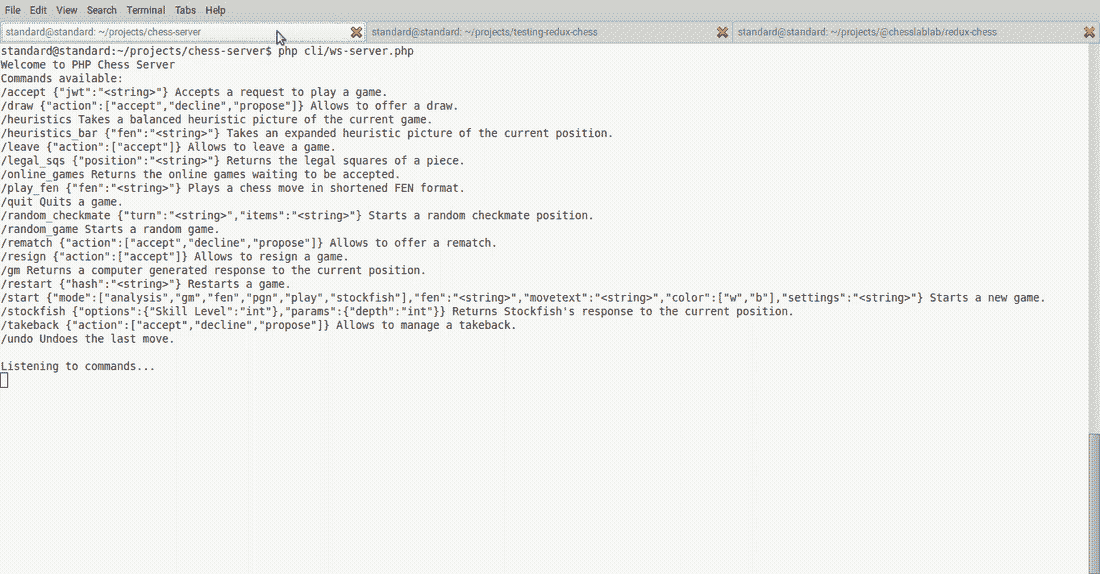 File Edit View Search Terminal Tabs Help
standard@standard: ~/projects/chess-server standard@standard: ~/projects/testing-redux-chess standard@standard: ~/projects/@chesslablab/redux-chess
standard@standard:~/projects/chess-server$ php cli/ws-server.php
Welcome to PHP Chess Server
Commands available:
/accept {"jwt":"<string>"} Accepts a request to play a game.
/draw {"action":["accept","decline","propose"]} Allows to offer a draw.
/heuristics Takes a balanced heuristic picture of the current game.
/heuristics_bar {"fen":"<string>"} Takes an expanded heuristic picture of the current position.
/leave {"action":["accept"]} Allows to leave a game.
/legal_sqs {"position":"<string>"} Returns the legal squares of a piece.
/online_games Returns the online games waiting to be accepted.
/play_fen {"fen":"<string>"} Plays a chess move in shortened FEN format.
/quit Quits a game.
/random_checkmate {"turn":"<string>","items":"<string>"} Starts a random checkmate position.
/random_game Starts a random game.
/rematch {"action":["accept","decline","propose"]} Allows to offer a rematch.
/resign {"action":["accept"]} Allows to resign a game.
/gm Returns a computer generated response to the current position.
/restart {"hash":"<string>"} Restarts a game.
/start {"mode":["analysis","gm","fen","pgn","play","stockfish"],"fen":"<string>","movetext":"<string>","color":["w","b"],"settings":"<string>"} Starts a new game.
/stockfish {"options":{"Skill Level":"int"},"params":{"depth":"int"}} Returns Stockfish's response to the current position.
/takeback {"action":["accept","decline","propose"]} Allows to manage a takeback.
/undo Undoes the last move.
Listening to commands...